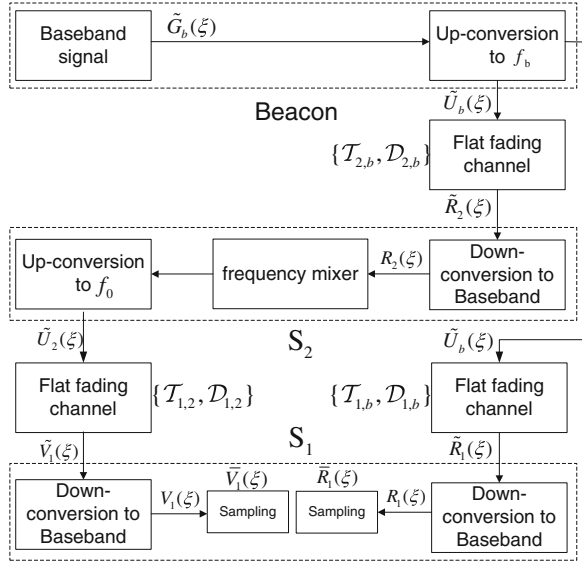 Baseband signal
G̃_b(ξ)
Up-conversion to f_b
Beacon
Ũ_b(ξ)
{𝒯_{2,b}, 𝒟_{2,b}}
Flat fading channel
R̃_2(ξ)
Up-conversion to f_0
frequency mixer
R_2(ξ)
Down-conversion to Baseband
Ũ_2(ξ)
S_2
Ũ_b(ξ)
Flat fading channel
{𝒯_{1,2}, 𝒟_{1,2}}
{𝒯_{1,b}, 𝒟_{1,b}}
Flat fading channel
Ṽ_1(ξ)
S_1
R̃_1(ξ)
Down-conversion to Baseband
V_1(ξ)
V̄_1(ξ)
Sampling
R̄_1(ξ)
Sampling
R_1(ξ)
Down-conversion to Baseband